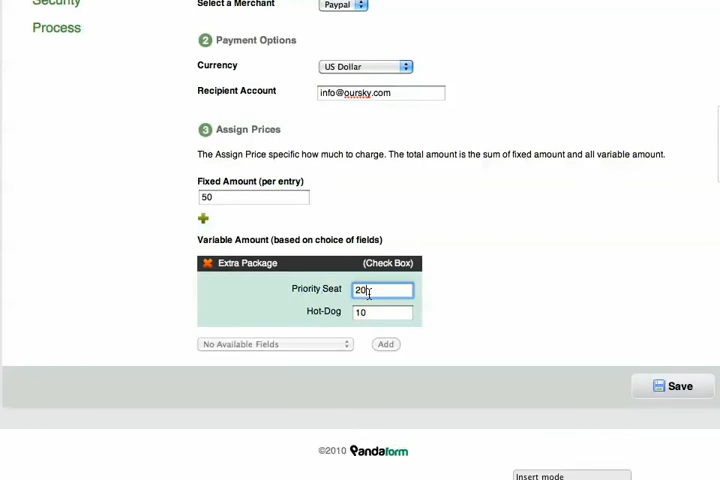 Security
Select a Merchant Paypal
Process
2 Payment Options
Currency US Dollar
Recipient Account info@oursky.com
3 Assign Prices
The Assign Price specific how much to charge. The total amount is the sum of fixed amount and all variable amount.
Fixed Amount (per entry)
50
Variable Amount (based on choice of fields)
Extra Package (Check Box)
Priority Seat 20
Hot-Dog 10
No Available Fields Add
Save
©2010 Pandaform
Insert mode